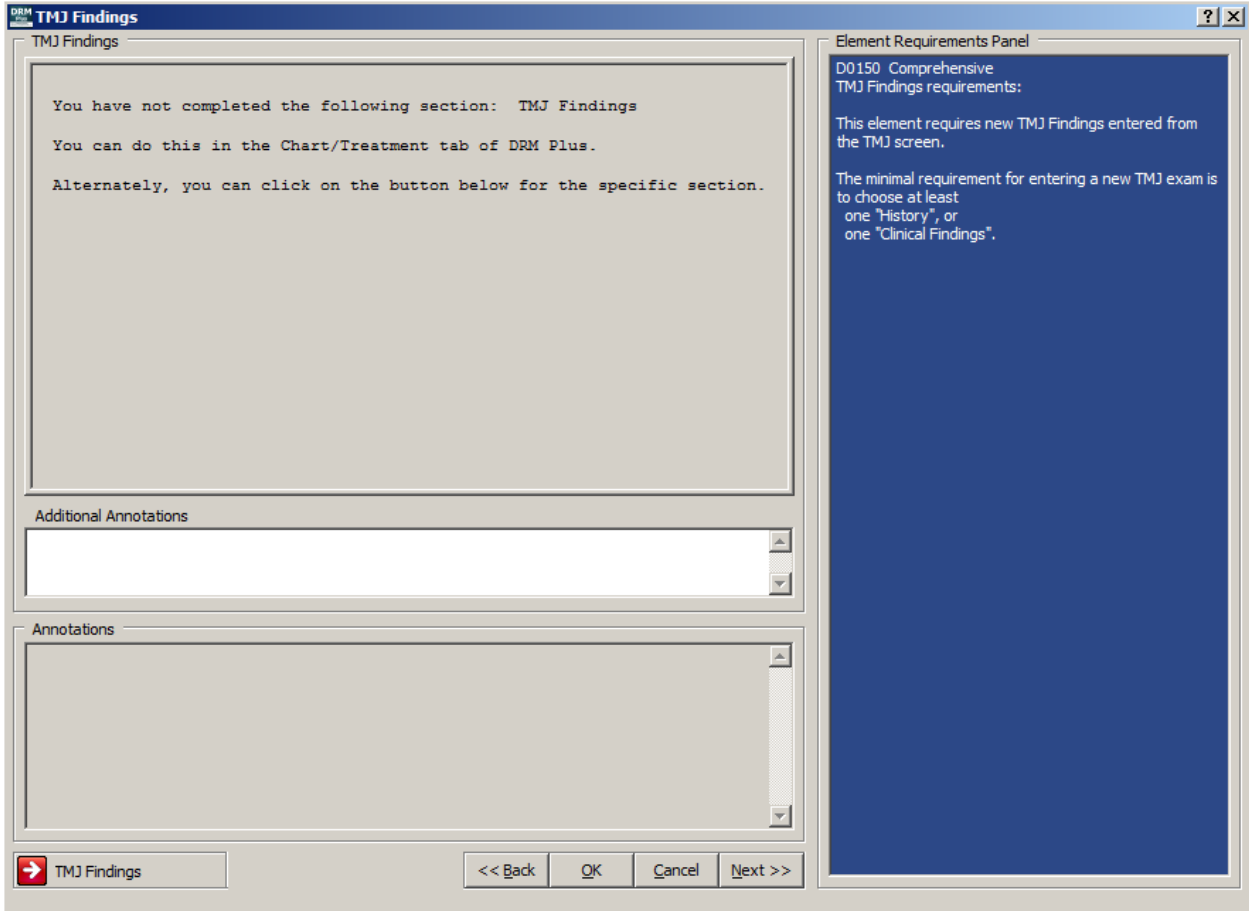 DRM Plus TMJ Findings
TMJ Findings
You have not completed the following section: TMJ Findings
You can do this in the Chart/Treatment tab of DRM Plus.
Alternately, you can click on the button below for the specific section.
Additional Annotations
Annotations
TMJ Findings
<< Back
OK
Cancel
Next >>
Element Requirements Panel
D0150 Comprehensive
TMJ Findings requirements:
This element requires new TMJ Findings entered from
the TMJ screen.
The minimal requirement for entering a new TMJ exam is
to choose at least
one "History", or
one "Clinical Findings".